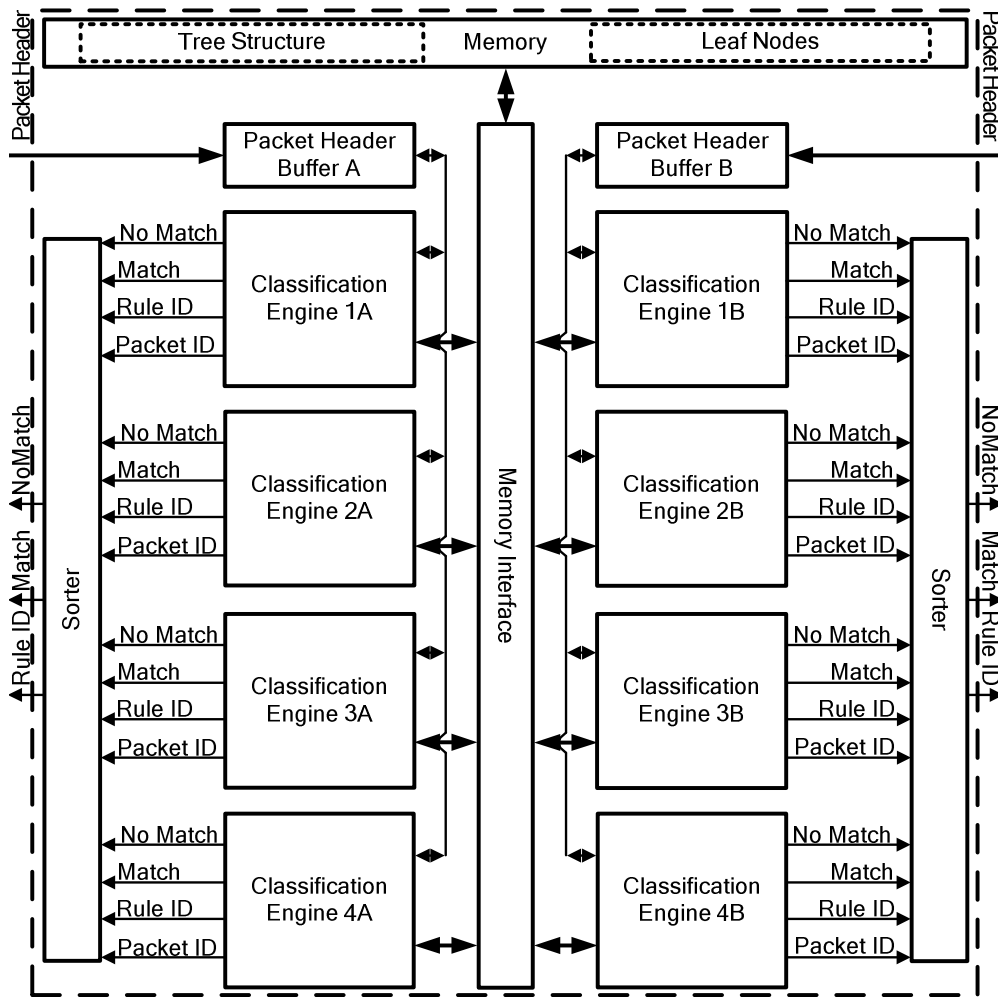 Tree Structure
Memory
Leaf Nodes
Packet Header
Packet Header
Packet Header
Buffer A
Packet Header
Buffer B
No Match
Match
Rule ID
Packet ID
Classification
Engine 1A
Classification
Engine 1B
No Match
Match
Rule ID
Packet ID
No Match
Match
Rule ID
Packet ID
Classification
Engine 2A
Classification
Engine 2B
No Match
Match
Rule ID
Packet ID
NoMatch
Match
Rule ID
Sorter
Memory Interface
Sorter
NoMatch
Match
Rule ID
No Match
Match
Rule ID
Packet ID
Classification
Engine 3A
Classification
Engine 3B
No Match
Match
Rule ID
Packet ID
No Match
Match
Rule ID
Packet ID
Classification
Engine 4A
Classification
Engine 4B
No Match
Match
Rule ID
Packet ID